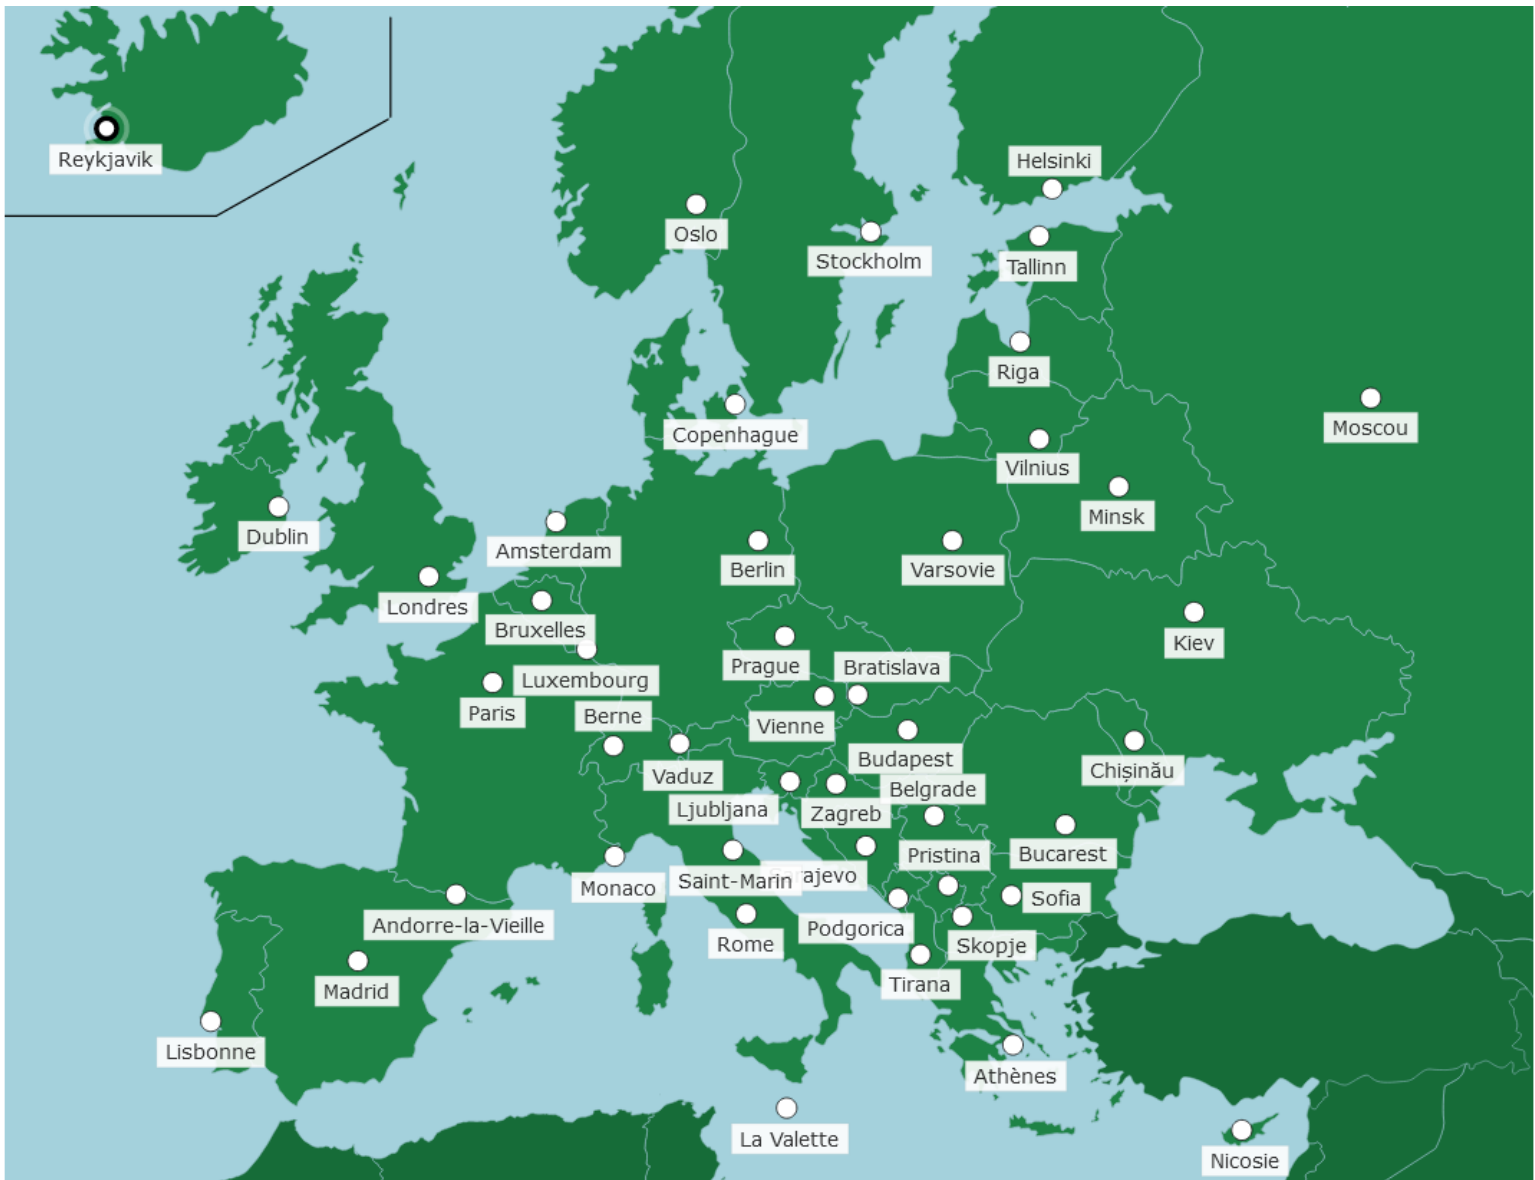 Reykjavik
Helsinki
Oslo
Stockholm
Tallinn
Riga
Moscou
Copenhague
Vilnius
Minsk
Dublin
Amsterdam
Berlin
Varsovie
Londres
Bruxelles
Kiev
Prague
Bratislava
Luxembourg
Paris
Berne
Vienne
Budapest
Chișinău
Vaduz
Belgrade
Ljubljana
Zagreb
Bucarest
Pristina
Monaco
Saint-Marin
Sarajevo
Sofia
Andorre-la-Vieille
Podgorica
Rome
Skopje
Tirana
Madrid
Lisbonne
Athènes
La Valette
Nicosie